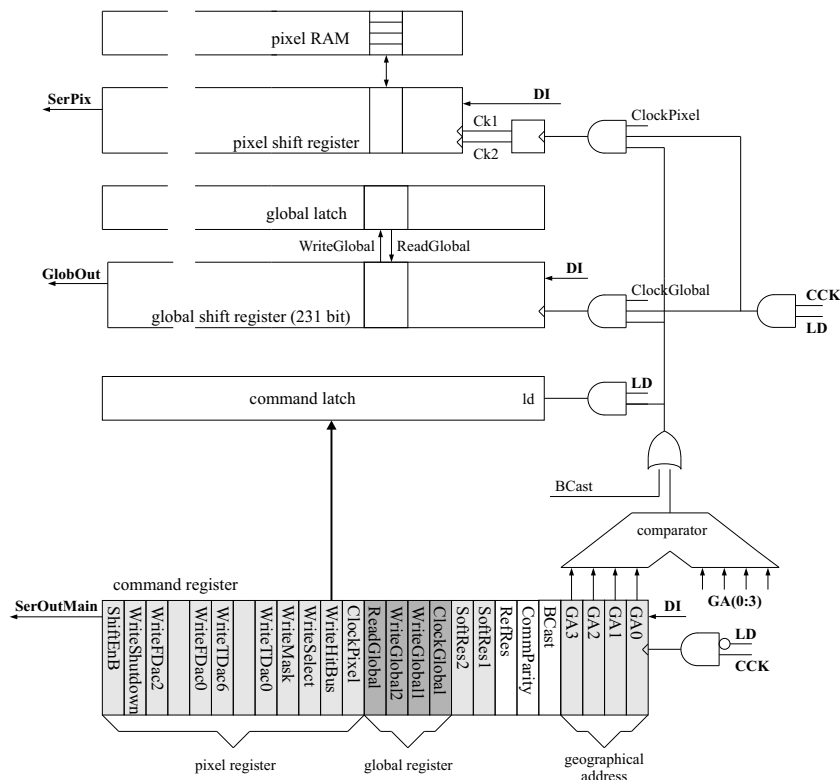 pixel RAM
SerPix
DI
Ck1
Ck2
pixel shift register
ClockPixel
global latch
WriteGlobal
ReadGlobal
GlobOut
DI
global shift register (231 bit)
ClockGlobal
CCK
LD
command latch
ld
LD
BCast
comparator
GA(0:3)
command register
SerOutMain
ShiftEnB
WriteShutdown
WriteFDac2
WriteFDac0
WriteTDac6
WriteTDac0
WriteMask
WriteSelect
WriteHitBus
ClockPixel
ReadGlobal
WriteGlobal2
WriteGlobal1
ClockGlobal
SoftRes2
SoftRes1
RefRes
CommParity
BCast
GA3
GA2
GA1
GA0
DI
LD
CCK
pixel register
global register
geographical
address